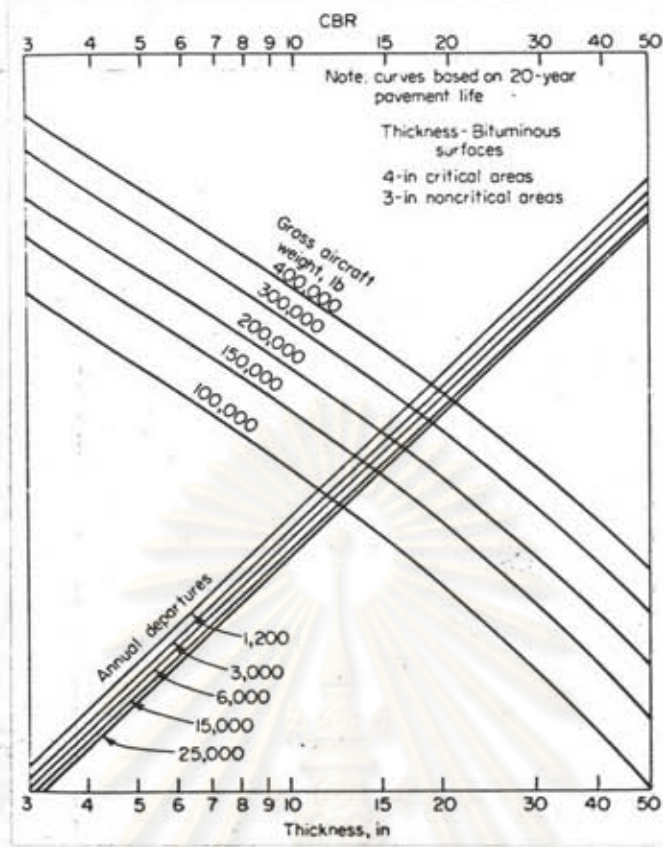 CBR
3 4 5 6 7 8 9 10 15 20 30 40 50
Note. curves based on 20-year
pavement life
Thickness-Bituminous
surfaces
4-in critical areas
3-in noncritical areas
Gross aircraft
weight, lb
400,000
300,000
200,000
150,000
100,000
Annual departures
1,200
3,000
6,000
15,000
25,000
3 4 5 6 7 8 9 10 15 20 30 40 50
Thickness, in